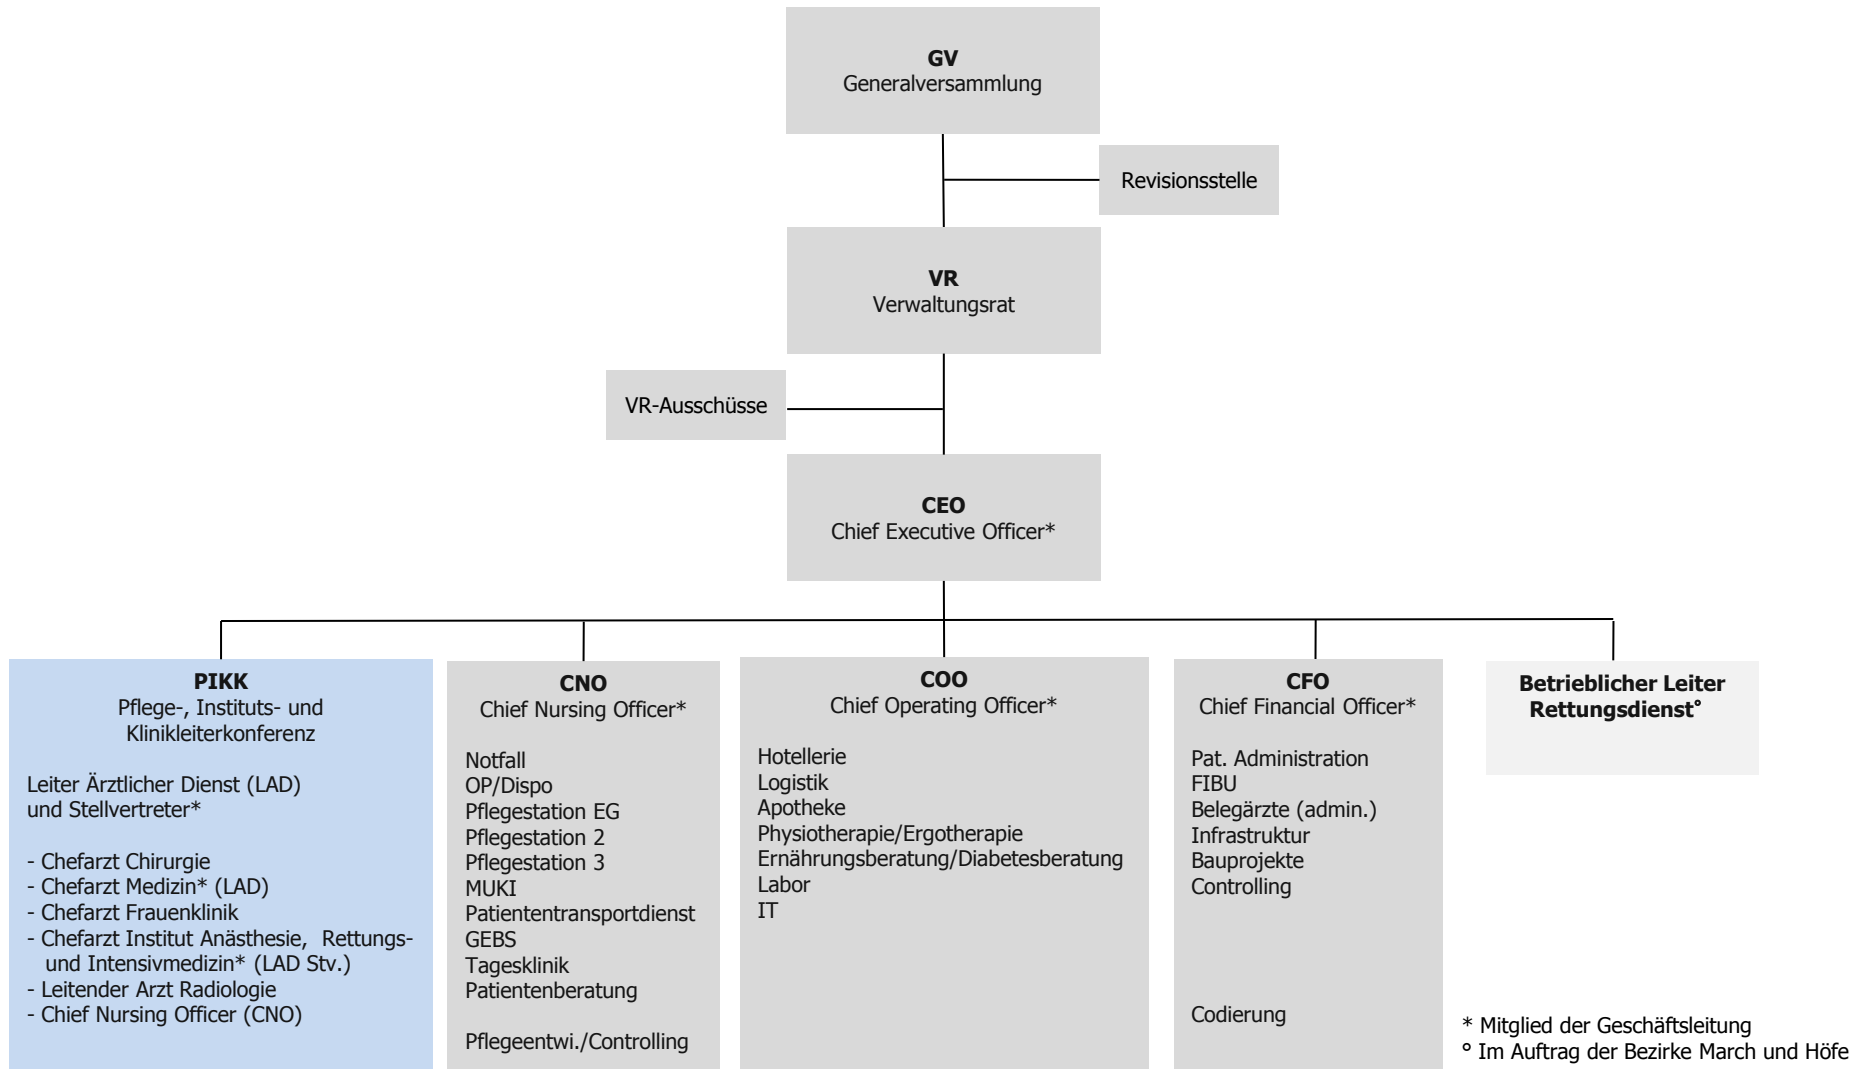 GV
Generalversammlung
Revisionsstelle
VR
Verwaltungsrat
VR-Ausschüsse
CEO
Chief Executive Officer*
PIKK
Pflege-, Instituts- und
Klinikleiterkonferenz
Leiter Ärztlicher Dienst (LAD)
und Stellvertreter*
- Chefarzt Chirurgie
- Chefarzt Medizin* (LAD)
- Chefarzt Frauenklinik
- Chefarzt Institut Anästhesie, Rettungs-
und Intensivmedizin* (LAD Stv.)
- Leitender Arzt Radiologie
- Chief Nursing Officer (CNO)
CNO
Chief Nursing Officer*
Notfall
OP/Dispo
Pflegestation EG
Pflegestation 2
Pflegestation 3
MUKI
Patiententransportdienst
GEBS
Tagesklinik
Patientenberatung
Pflegeentwi./Controlling
COO
Chief Operating Officer*
Hotellerie
Logistik
Apotheke
Physiotherapie/Ergotherapie
Ernährungsberatung/Diabetesberatung
Labor
IT
CFO
Chief Financial Officer*
Pat. Administration
FIBU
Belegärzte (admin.)
Infrastruktur
Bauprojekte
Controlling
Codierung
Betrieblicher Leiter
Rettungsdienst°
* Mitglied der Geschäftsleitung
° Im Auftrag der Bezirke March und Höfe